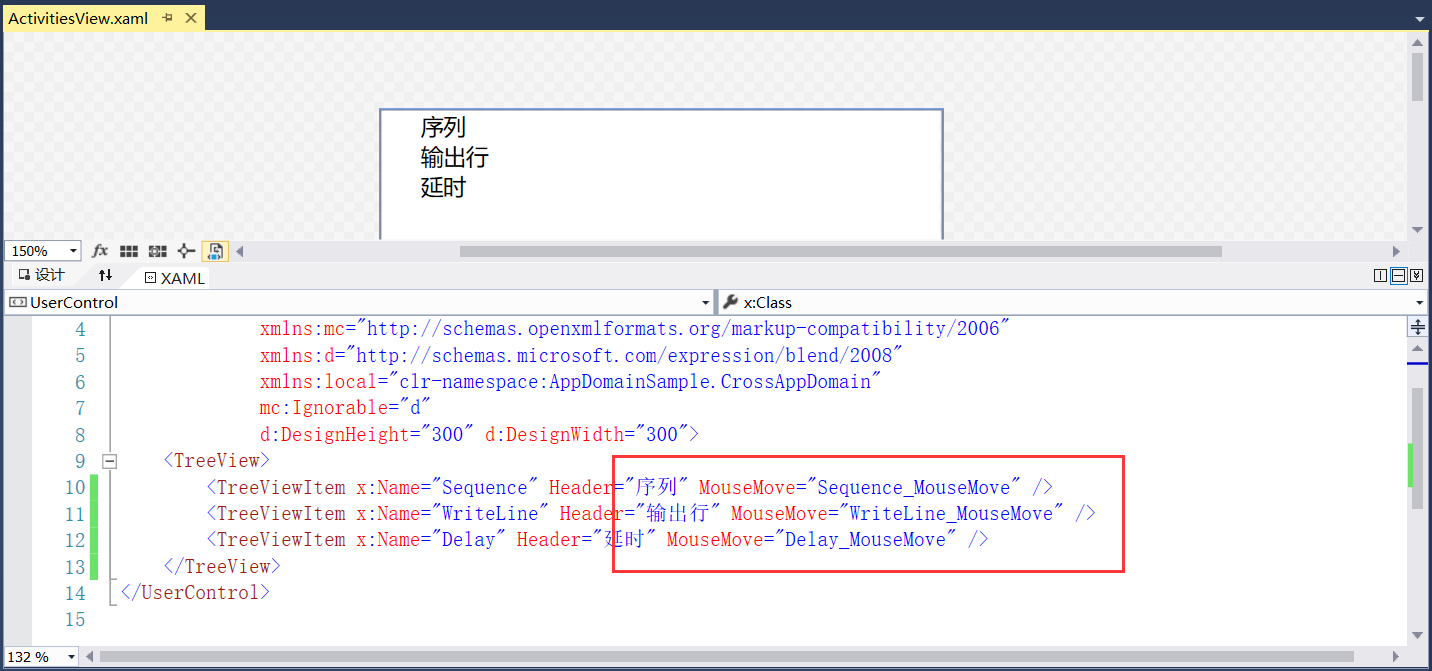 ActivitiesView.xaml
序列
输出行
延时
150%
fx
设计
XAML
UserControl
x:Class
4 xmlns:mc="http://schemas.openxmlformats.org/markup-compatibility/2006"
5 xmlns:d="http://schemas.microsoft.com/expression/blend/2008"
6 xmlns:local="clr-namespace:AppDomainSample.CrossAppDomain"
7 mc:Ignorable="d"
8 d:DesignHeight="300" d:DesignWidth="300">
9 <TreeView>
10 <TreeViewItem x:Name="Sequence" Header="序列" MouseMove="Sequence_MouseMove" />
11 <TreeViewItem x:Name="WriteLine" Header="输出行" MouseMove="WriteLine_MouseMove" />
12 <TreeViewItem x:Name="Delay" Header="延时" MouseMove="Delay_MouseMove" />
13 </TreeView>
14 </UserControl>
15
132 %